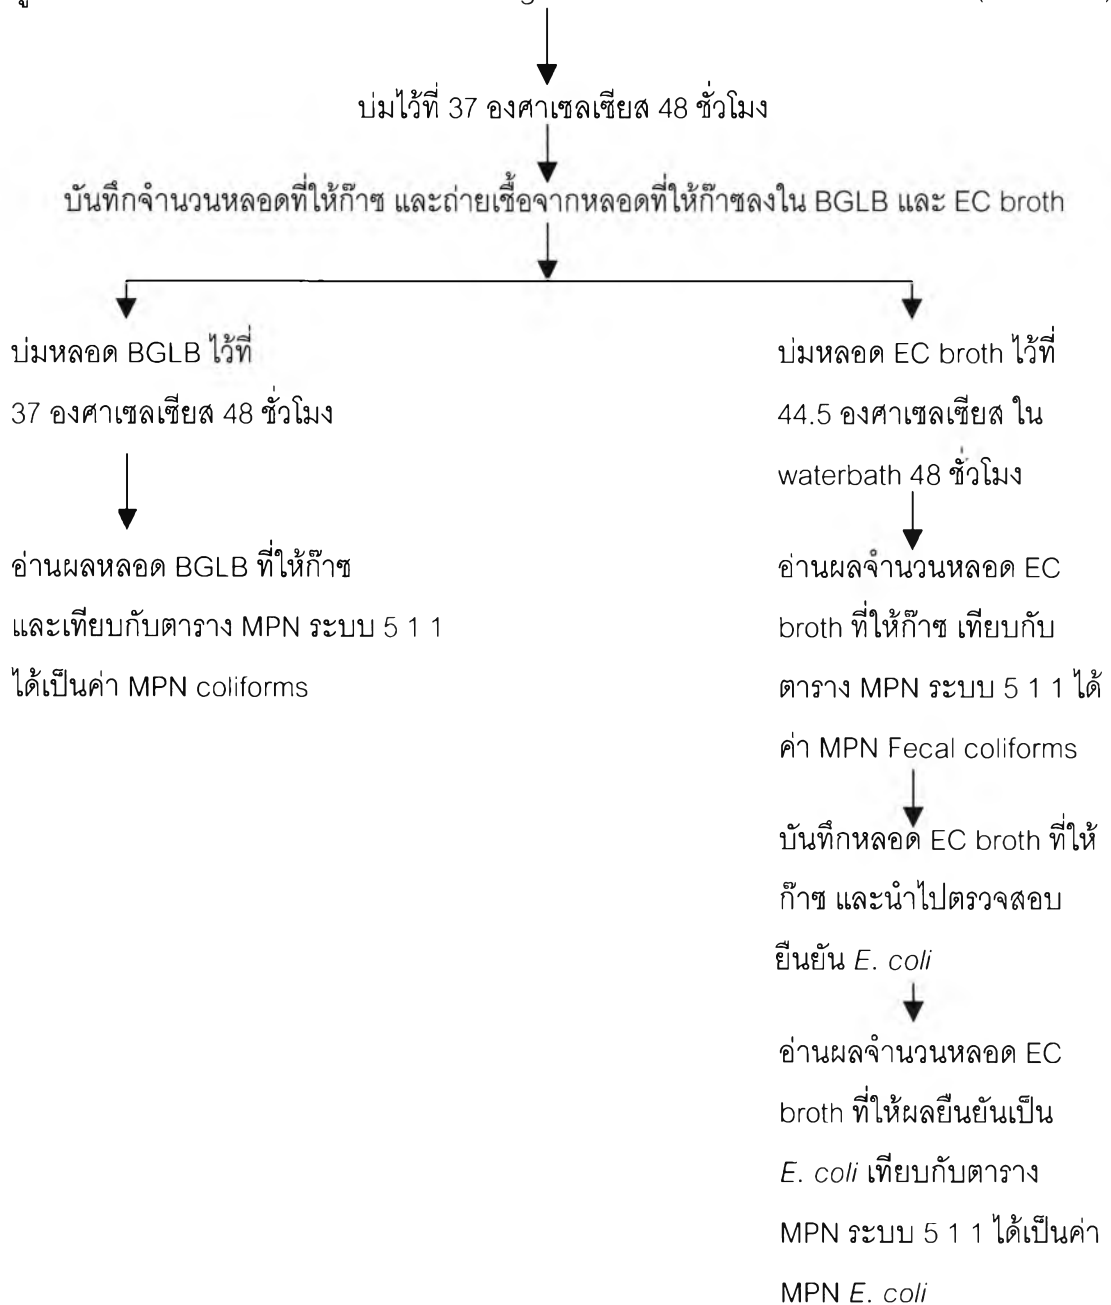 บ่มไว้ที่ 37 องศาเซลเซียส 48 ชั่วโมง
บันทึกจำนวนหลอดที่ให้ก๊าซ และถ่ายเชื้อจากหลอดที่ให้ก๊าซลงใน BGLB และ EC broth
บ่มหลอด BGLB ไว้ที่
37 องศาเซลเซียส 48 ชั่วโมง
อ่านผลหลอด BGLB ที่ให้ก๊าซ
และเทียบกับตาราง MPN ระบบ 5 1 1
ได้เป็นค่า MPN coliforms
บ่มหลอด EC broth ไว้ที่
44.5 องศาเซลเซียส ใน
waterbath 48 ชั่วโมง
อ่านผลจำนวนหลอด EC
broth ที่ให้ก๊าซ เทียบกับ
ตาราง MPN ระบบ 5 1 1 ได้
ค่า MPN Fecal coliforms
บันทึกหลอด EC broth ที่ให้
ก๊าซ และนำไปตรวจสอบ
ยืนยัน E. coli
อ่านผลจำนวนหลอด EC
broth ที่ให้ผลยืนยันเป็น
E. coli เทียบกับตาราง
MPN ระบบ 5 1 1 ได้เป็นค่า
MPN E. coli